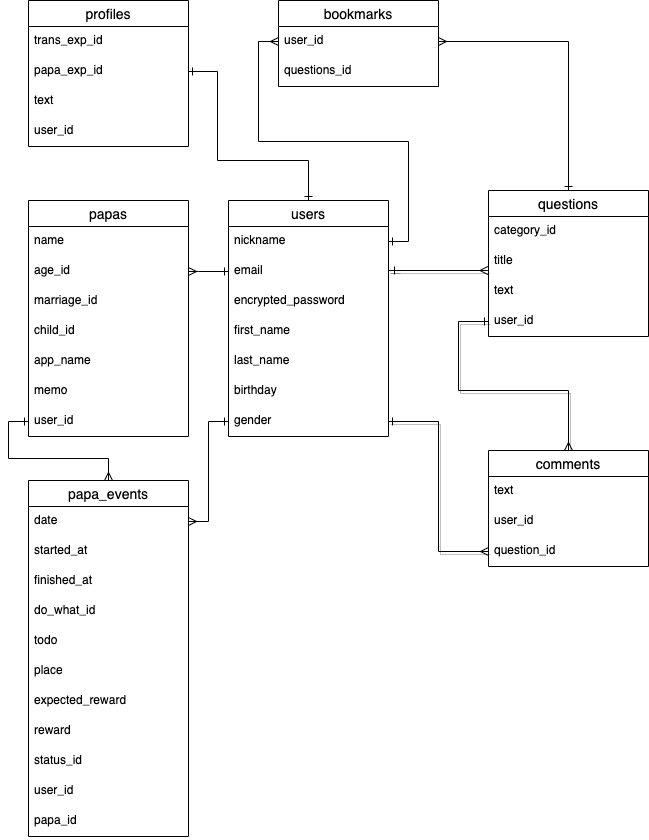 profiles
trans_exp_id
papa_exp_id
text
user_id
bookmarks
user_id
questions_id
papas
name
age_id
marriage_id
child_id
app_name
memo
user_id
users
nickname
email
encrypted_password
first_name
last_name
birthday
gender
questions
category_id
title
text
user_id
comments
text
user_id
question_id
papa_events
date
started_at
finished_at
do_what_id
todo
place
expected_reward
reward
status_id
user_id
papa_id